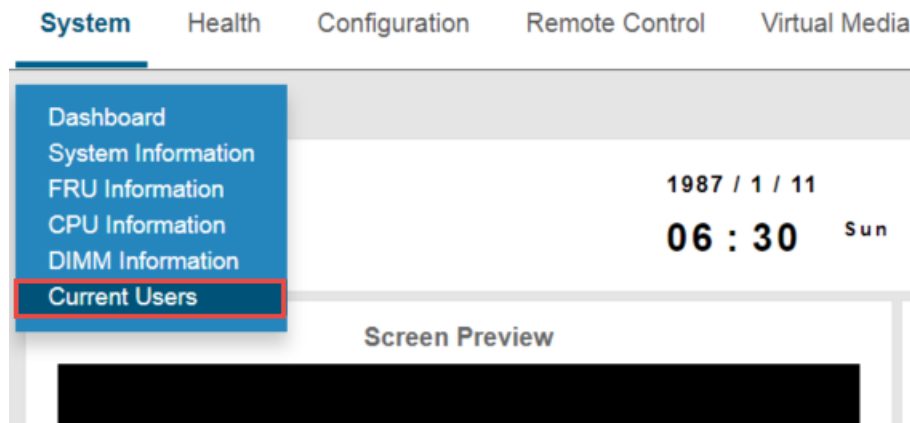 System Health Configuration Remote Control Virtual Media
Dashboard
System Information
FRU Information
CPU Information
DIMM Information
Current Users
1987 / 1 / 11
06 : 30 Sun
Screen Preview